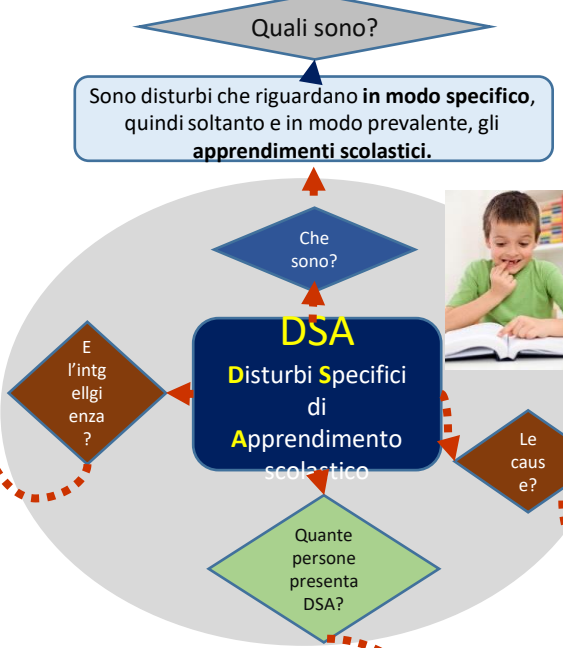 Quali sono?
Sono disturbi che riguardano in modo specifico,
quindi soltanto e in modo prevalente, gli
apprendimenti scolastici.
Che
sono?
DSA
Disturbi Specifici
di
Apprendimento
scolastico
E
l'intg
ellgi
enza
?
Le
caus
e?
Quante
persone
presenta
DSA?